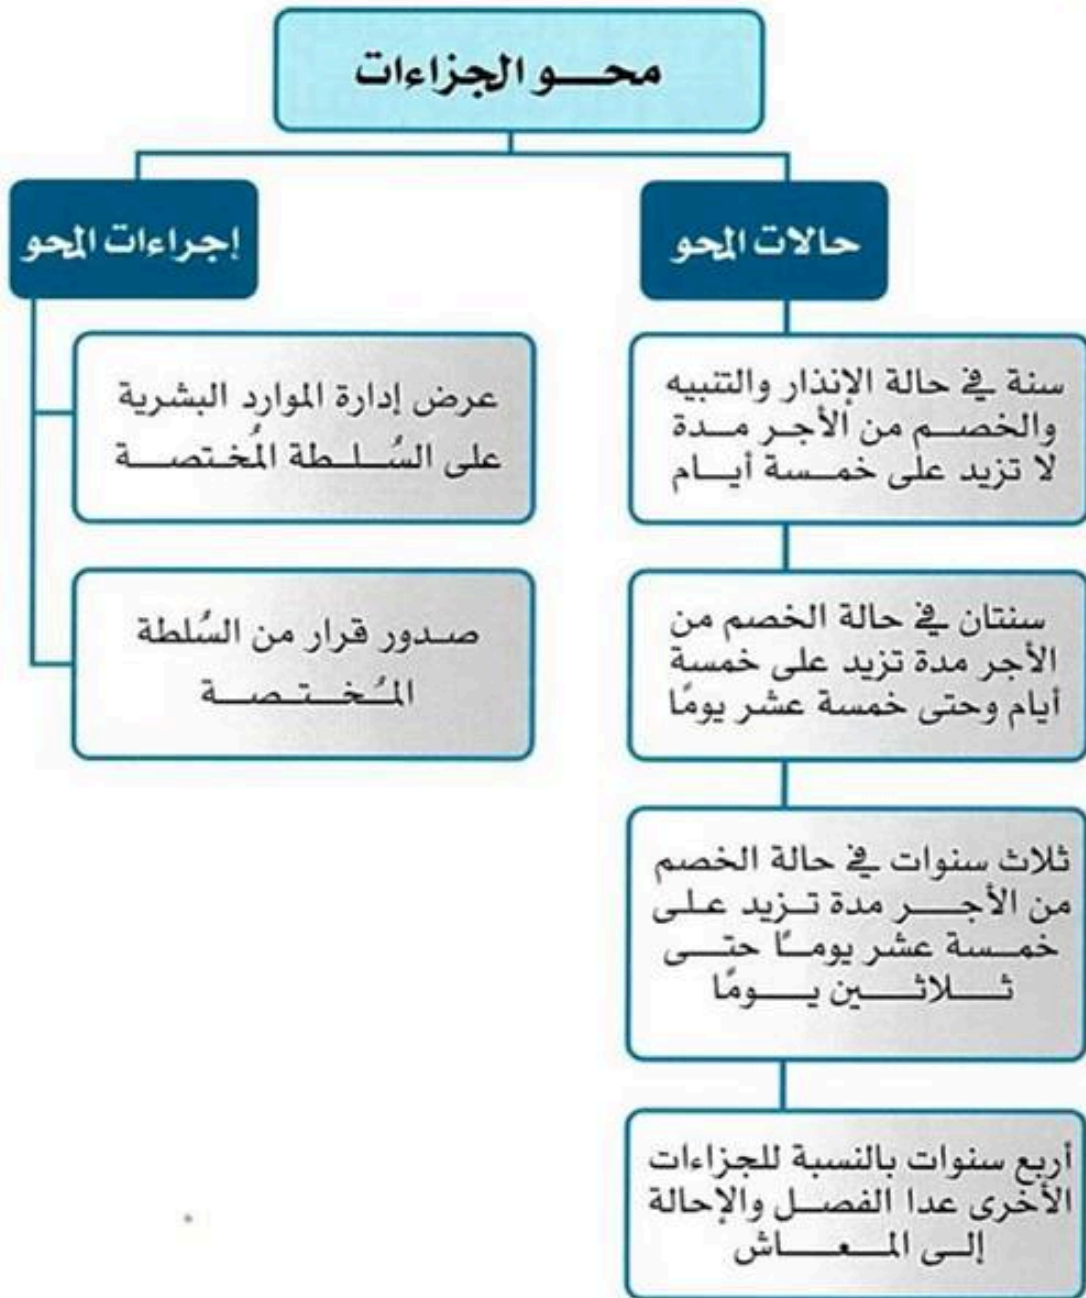 محو الجزاءات
حالات المحو
سنة في حالة الإنذار والتنبيه
والخصم من الأجر مدة
لا تزيد على خمسة أيام
سنتان في حالة الخصم من
الأجر مدة تزيد على خمسة
أيام وحتى خمسة عشر يومًا
ثلاث سنوات في حالة الخصم
من الأجر مدة تزيد على
خمسة عشر يومًا حتى
ثلاثين يومًا
أربع سنوات بالنسبة للجزاءات
الأخرى عدا الفصل والإحالة
إلى المعاش
إجراءات المحو
عرض إدارة الموارد البشرية
على السُلطة المُختصة
صدور قرار من السُلطة
المُختصة